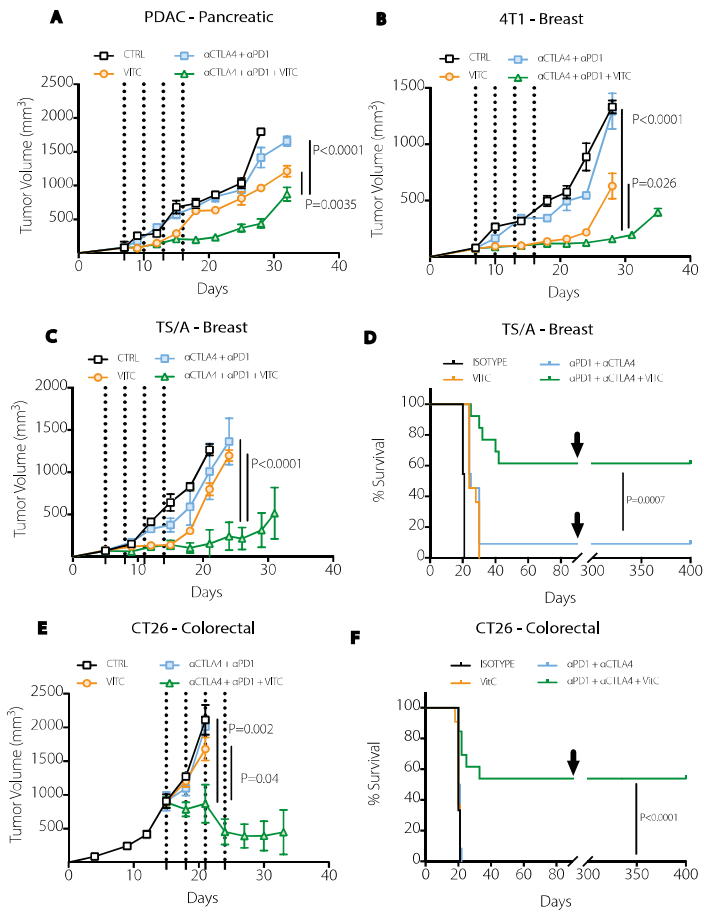 A
PDAC - Pancreatic
CTRL
αCTLA4 + αPD1
VITC
αCTLA4 + αPD1 + VITC
Tumor Volume (mm³)
2500
2000
1500
1000
500
0
10
20
30
40
Days
P<0.0001
P=0.0035
B
4T1 - Breast
CTRL
αCTLA4 + αPD1
VITC
αCTLA4 + αPD1 + VITC
Tumor Volume (mm³)
1500
1000
500
0
10
20
30
40
Days
P<0.0001
P=0.026
C
TS/A - Breast
CTRL
αCTLA4 + αPD1
VITC
αCTLA4 + αPD1 + VITC
Tumor Volume (mm³)
2000
1500
1000
500
0
10
20
30
40
Days
P<0.0001
D
TS/A - Breast
ISOTYPE
αPD1 + αCTLA4
VITC
αPD1 + αCTLA4 + VITC
% Survival
100
80
60
40
20
0
0
20
40
60
80
300
350
400
Days
P=0.0007
E
CT26 - Colorectal
CTRL
αCTLA4 + αPD1
VITC
αCTLA4 + αPD1 + VITC
Tumor Volume (mm³)
2500
2000
1500
1000
500
0
10
20
30
40
Days
P=0.002
P=0.04
F
CT26 - Colorectal
ISOTYPE
αPD1 + αCTLA4
VitC
αPD1 + αCTLA4 + VitC
% Survival
100
80
60
40
20
0
0
20
40
60
80
300
350
400
Days
P<0.0001